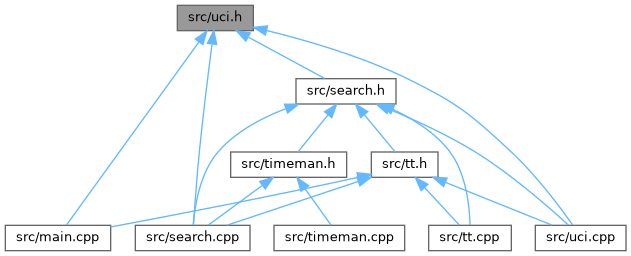 src/uci.h
src/search.h
src/timeman.h
src/tt.h
src/main.cpp
src/search.cpp
src/timeman.cpp
src/tt.cpp
src/uci.cpp